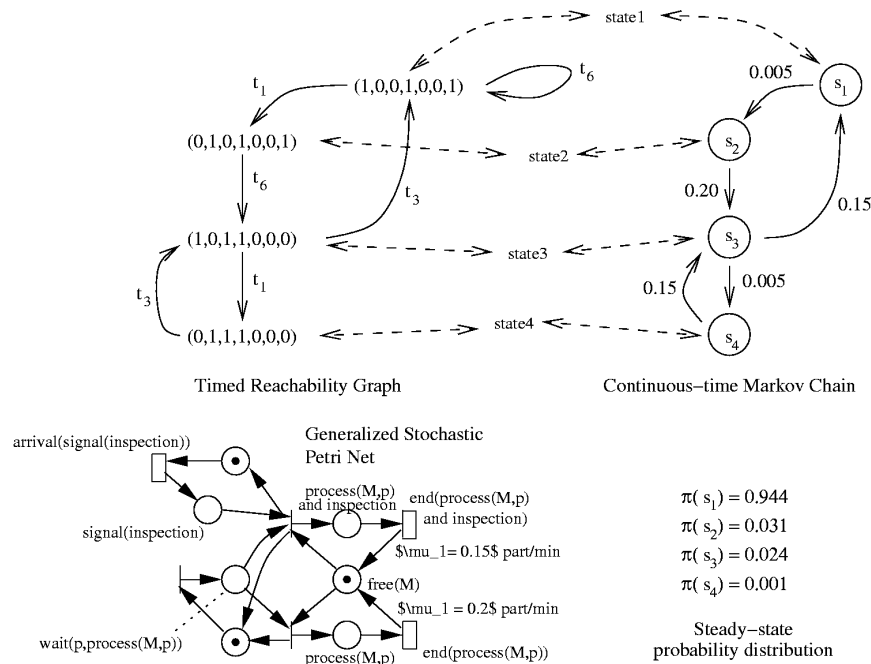 state1
t1
(1,0,0,1,0,0,1)
t6
0.005
s1
(0,1,0,1,0,0,1)
state2
s2
t6
t3
0.20
0.15
(1,0,1,1,0,0,0)
state3
s3
t3
t1
0.15
0.005
(0,1,1,1,0,0,0)
state4
s4
Timed Reachability Graph
Continuous-time Markov Chain
arrival(signal(inspection))
Generalized Stochastic
Petri Net
signal(inspection)
process(M,p)
and inspection
end(process(M,p)
and inspection)
$\mu_1= 0.15$ part/min
free(M)
$\mu_1 = 0.2$ part/min
wait(p,process(M,p))
process(M,p)
end(process(M,p))
π( s1) = 0.944
π( s2) = 0.031
π( s3) = 0.024
π( s4) = 0.001
Steady-state
probability distribution